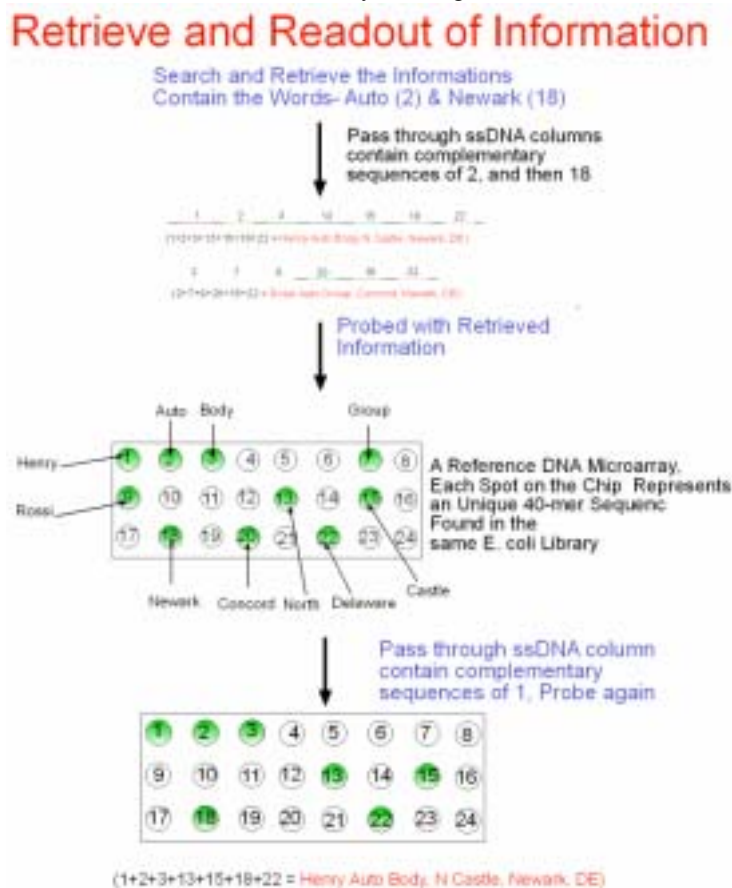 Retrieve and Readout of Information
Search and Retrieve the Informations
Contain the Words- Auto (2) & Newark (18)
Pass through ssDNA columns
contain complementary
sequences of 2, and then 18
Probed with Retrieved
Information
Auto Body Group
Henry
Rossi
1 2 3 4 5 6 7 8
9 10 11 12 13 14 15 16
17 18 19 20 21 22 23 24
A Reference DNA Microarray.
Each Spot on the Chip Represents
an Unique 40-mer Sequenc
Found in the
same E. coli Library
Newark Concord North Delaware Castle
Pass through ssDNA column
contain complementary
sequences of 1, Probe again
1 2 3 4 5 6 7 8
9 10 11 12 13 14 15 16
17 18 19 20 21 22 23 24
(1+2+3+13+15+18+22 = Henry Auto Body, N Castle, Newark, DE)